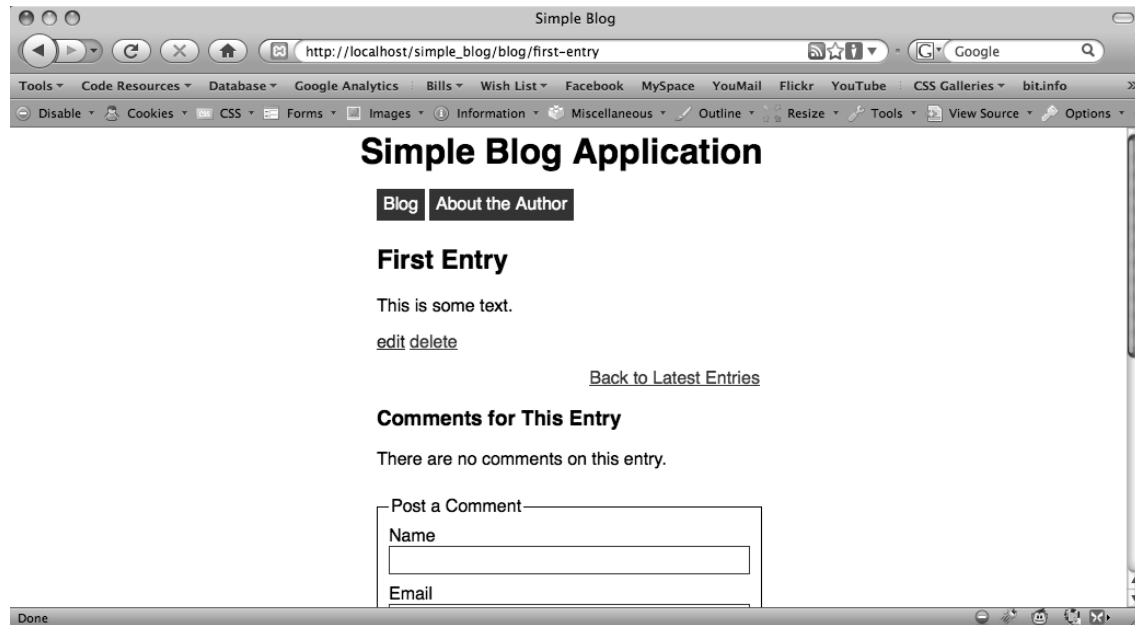 Simple Blog
http://localhost/simple_blog/blog/first-entry
Google
Tools Code Resources Database Google Analytics Bills Wish List Facebook MySpace YouMail Flickr YouTube CSS Galleries bit.info
Disable Cookies CSS Forms Images Information Miscellaneous Outline Resize Tools View Source Options
Simple Blog Application
Blog About the Author
First Entry
This is some text.
edit delete
Back to Latest Entries
Comments for This Entry
There are no comments on this entry.
Post a Comment
Name
Email
Done